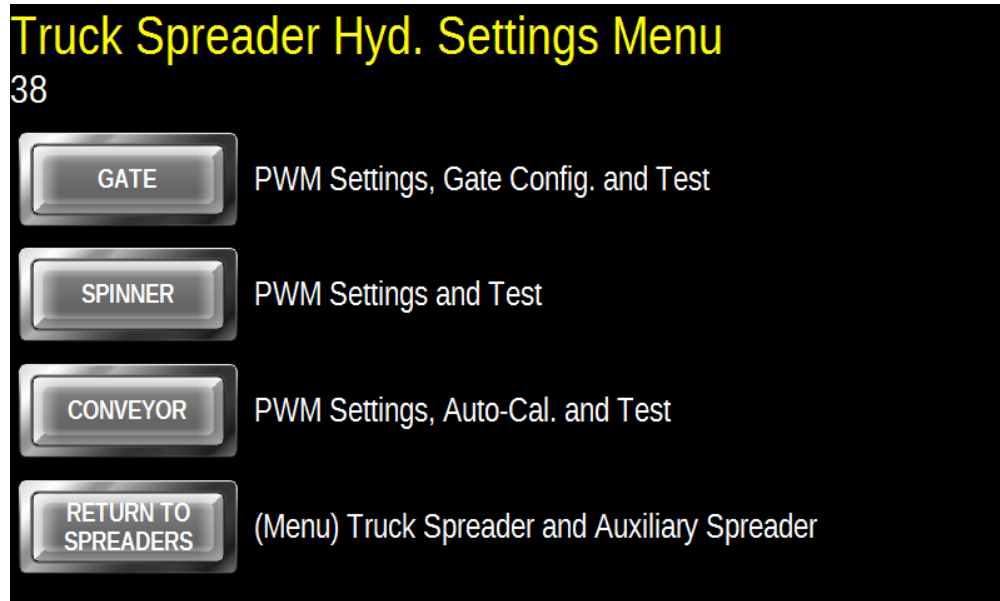 Truck Spreader Hyd. Settings Menu
38
GATE
PWM Settings, Gate Config. and Test
SPINNER
PWM Settings and Test
CONVEYOR
PWM Settings, Auto-Cal. and Test
RETURN TO
SPREADERS
(Menu) Truck Spreader and Auxiliary Spreader